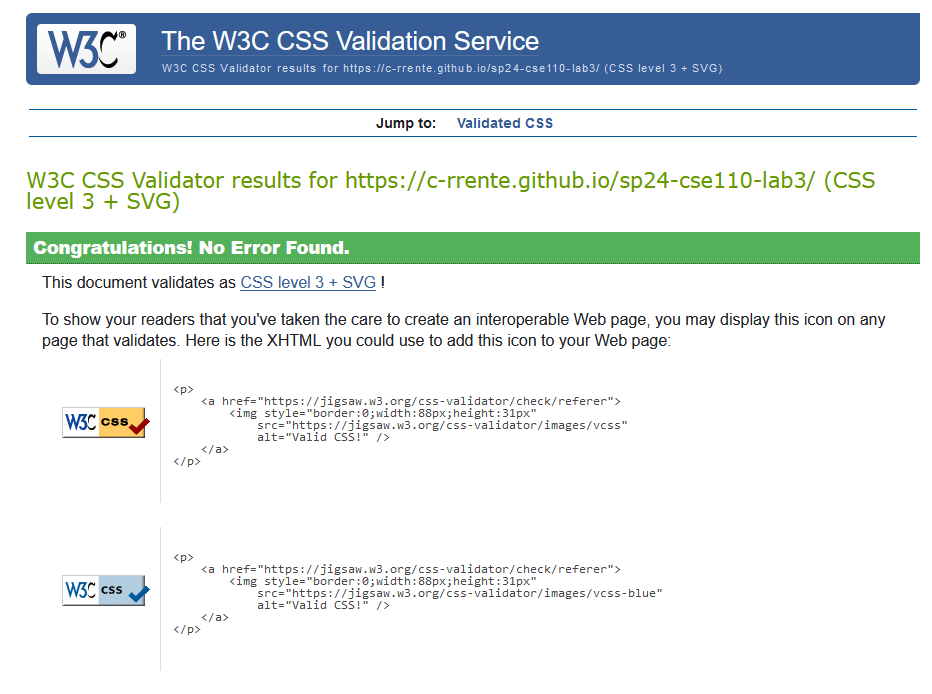 W3C®
The W3C CSS Validation Service
W3C CSS Validator results for https://c-rrente.github.io/sp24-cse110-lab3/ (CSS level 3 + SVG)
Jump to: Validated CSS
W3C CSS Validator results for https://c-rrente.github.io/sp24-cse110-lab3/ (CSS
level 3 + SVG)
Congratulations! No Error Found.
This document validates as CSS level 3 + SVG !
To show your readers that you've taken the care to create an interoperable Web page, you may display this icon on any
page that validates. Here is the XHTML you could use to add this icon to your Web page:
W3C css
<p>
    <a href="https://jigsaw.w3.org/css-validator/check/referer">
        <img style="border:0;width:88px;height:31px"
            src="https://jigsaw.w3.org/css-validator/images/vcss"
            alt="Valid CSS!" />
    </a>
</p>
W3C css
<p>
    <a href="https://jigsaw.w3.org/css-validator/check/referer">
        <img style="border:0;width:88px;height:31px"
            src="https://jigsaw.w3.org/css-validator/images/vcss-blue"
            alt="Valid CSS!" />
    </a>
</p>